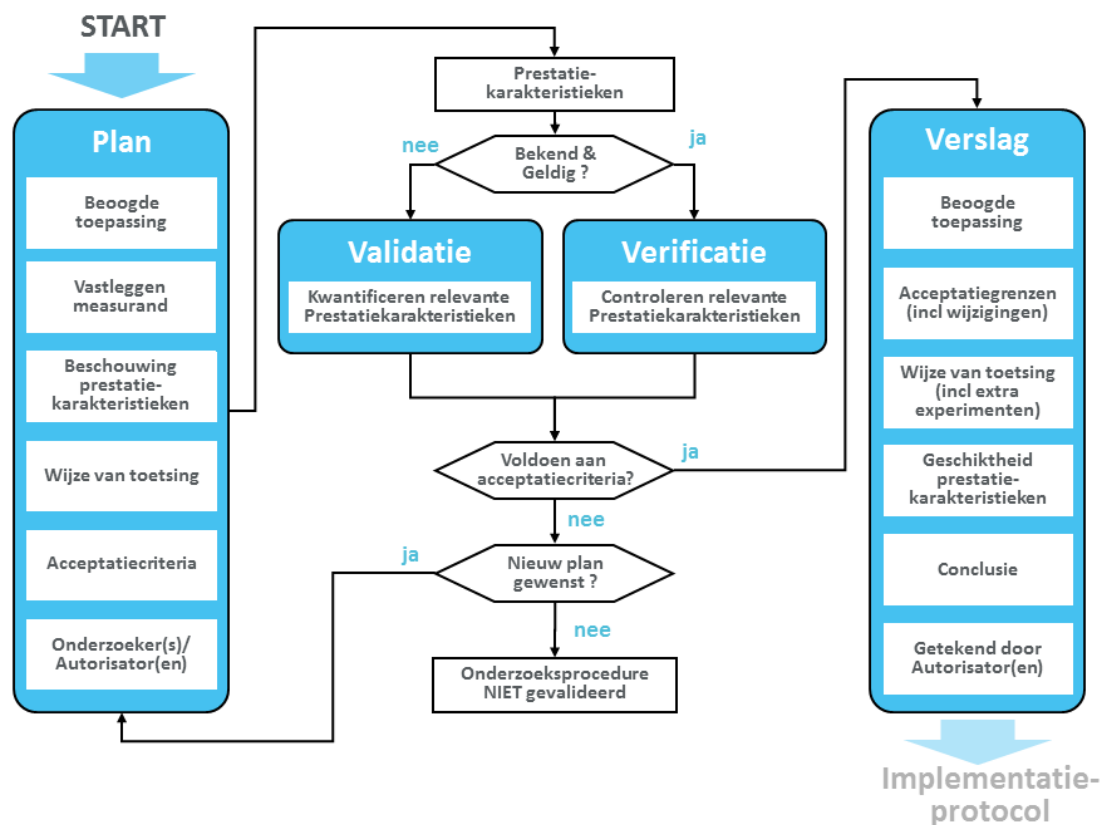 START
Plan
Beoogde
toepassing
Vastleggen
measurand
Beschouwing
prestatie-
karakteristieken
Wijze van toetsing
Acceptatiecriteria
Onderzoeker(s)/
Autorisator(en)
Prestatie-
karakteristieken
nee
ja
Bekend &
Geldig ?
Validatie
Kwantificeren relevante
Prestatiekarakteristieken
Verificatie
Controleren relevante
Prestatiekarakteristieken
Voldoen aan
acceptatiecriteria?
ja
nee
ja
Nieuw plan
gewenst ?
nee
Onderzoeksprocedure
NIET gevalideerd
Verslag
Beoogde
toepassing
Acceptatiegrenzen
(incl wijzigingen)
Wijze van toetsing
(incl extra
experimenten)
Geschiktheid
prestatie-
karakteristieken
Conclusie
Getekend door
Autorisator(en)
Implementatie-
protocol